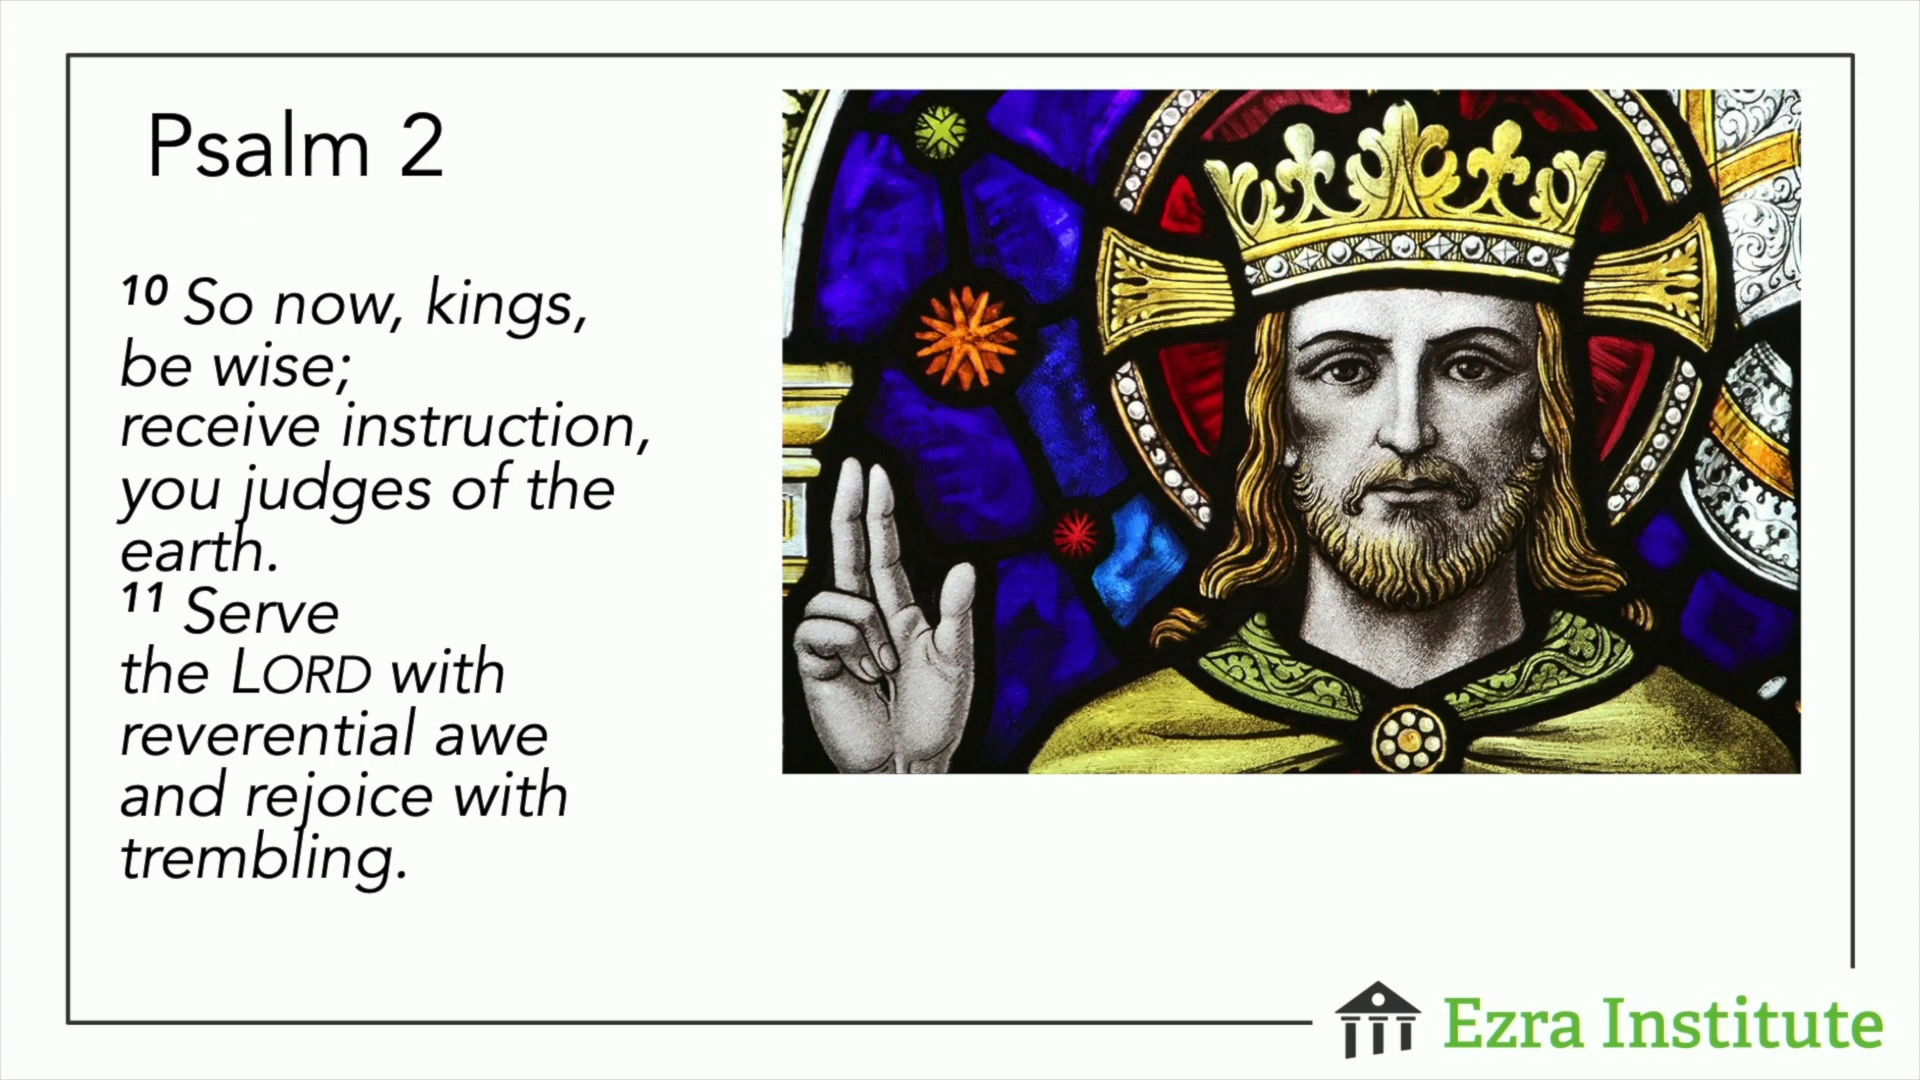 Psalm 2
10 So now, kings,
be wise;
receive instruction,
you judges of the
earth.
11 Serve
the LORD with
reverential awe
and rejoice with
trembling.
Ezra Institute